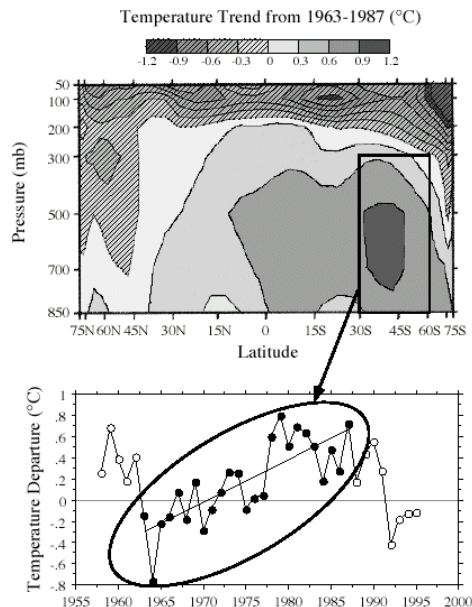 Temperature Trend from 1963-1987 (°C)
-1.2 -0.9 -0.6 -0.3 0 0.3 0.6 0.9 1.2
Pressure (mb)
50
100
300
500
700
850
75N 60N 45N 30N 15N 0 15S 30S 45S 60S 75S
Latitude
Temperature Departure (°C)
1
.8
.6
.4
.2
0
-.2
-.4
-.6
-.8
1955 1960 1965 1970 1975 1980 1985 1990 1995 2000